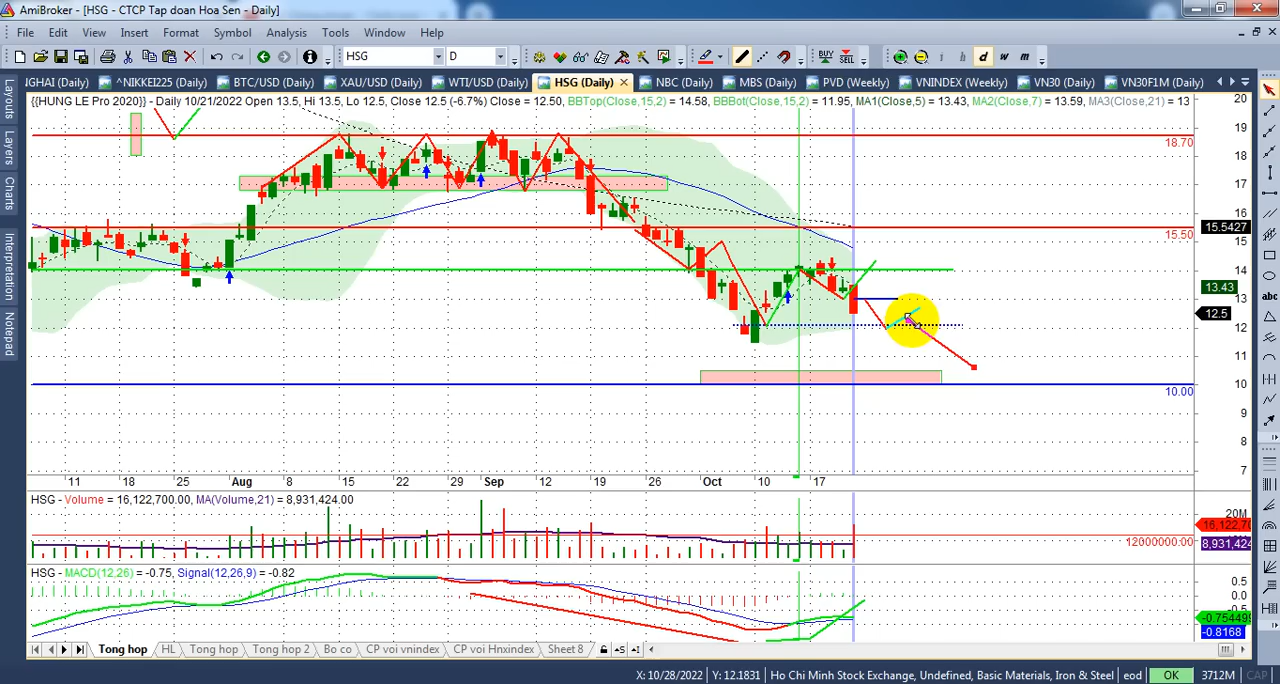 AmiBroker - [HSG - CTCP Tap doan Hoa Sen - Daily]
File Edit View Insert Format Symbol Analysis Tools Window Help
HSG D BUY SELL i h d w m
IGHAI (Daily) ^NIKKEI225 (Daily) BTC/USD (Daily) XAU/USD (Daily) WTI/USD (Daily) HSG (Daily) NBC (Daily) MBS (Daily) PVD (Weekly) VNINDEX (Weekly) VN30 (Daily) VN30F1M (Daily)
Layouts
Layers
Charts
Interpretation
Notepad
abc
{{HUNG LE Pro 2020}} - Daily 10/21/2022 Open 13.5, Hi 13.5, Lo 12.5, Close 12.5 (-6.7%) Close = 12.50, BBTop(Close,15,2) = 14.58, BBBot(Close,15,2) = 11.95, MA1(Close,5) = 13.43, MA2(Close,7) = 13.59, MA3(Close,21) = 13
20
19
18.70
18
17
16
15.5427
15.50
15
14
13.43
13
12.5
12
11
10
10.00
9
8
7
11 18 25 Aug 8 15 22 29 Sep 12 19 26 Oct 10 17
HSG - Volume = 16,122,700.00, MA(Volume,21) = 8,931,424.00
20M
16,122,70
12000000.00
8,931,424
HSG - MACD(12,26) = -0.75, Signal(12,26,9) = -0.82
0.5
0.0
-0.754499
-0.8168
Tong hop HL Tong hop Tong hop 2 Bo co CP voi vnindex CP voi Hnxindex Sheet 8
X: 10/28/2022 Y: 12.1831 Ho Chi Minh Stock Exchange, Undefined, Basic Materials, Iron & Steel eod OK 3712M CAP